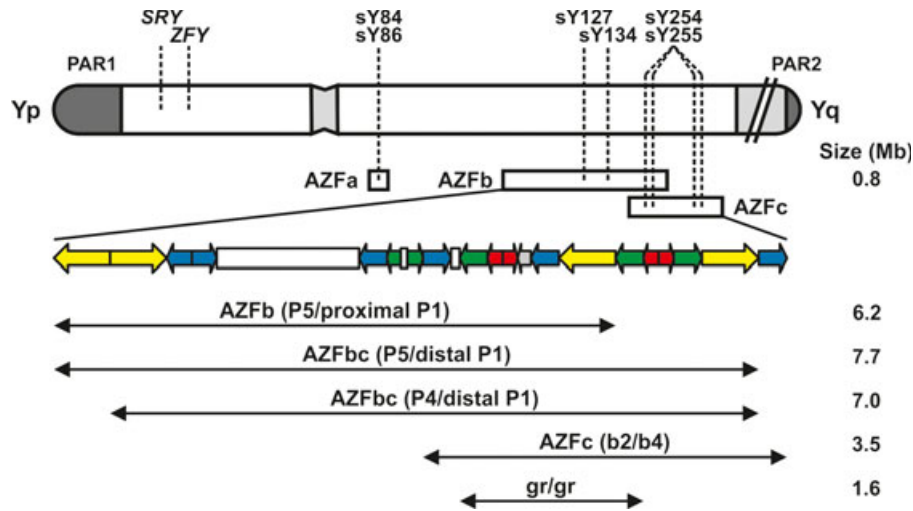 SRY
ZFY
sY84
sY86
sY127
sY134
sY254
sY255
PAR1
PAR2
Yp
Yq
Size (Mb)
AZFa
AZFb
0.8
AZFc
AZFb (P5/proximal P1)
6.2
AZFbc (P5/distal P1)
7.7
AZFbc (P4/distal P1)
7.0
AZFc (b2/b4)
3.5
gr/gr
1.6